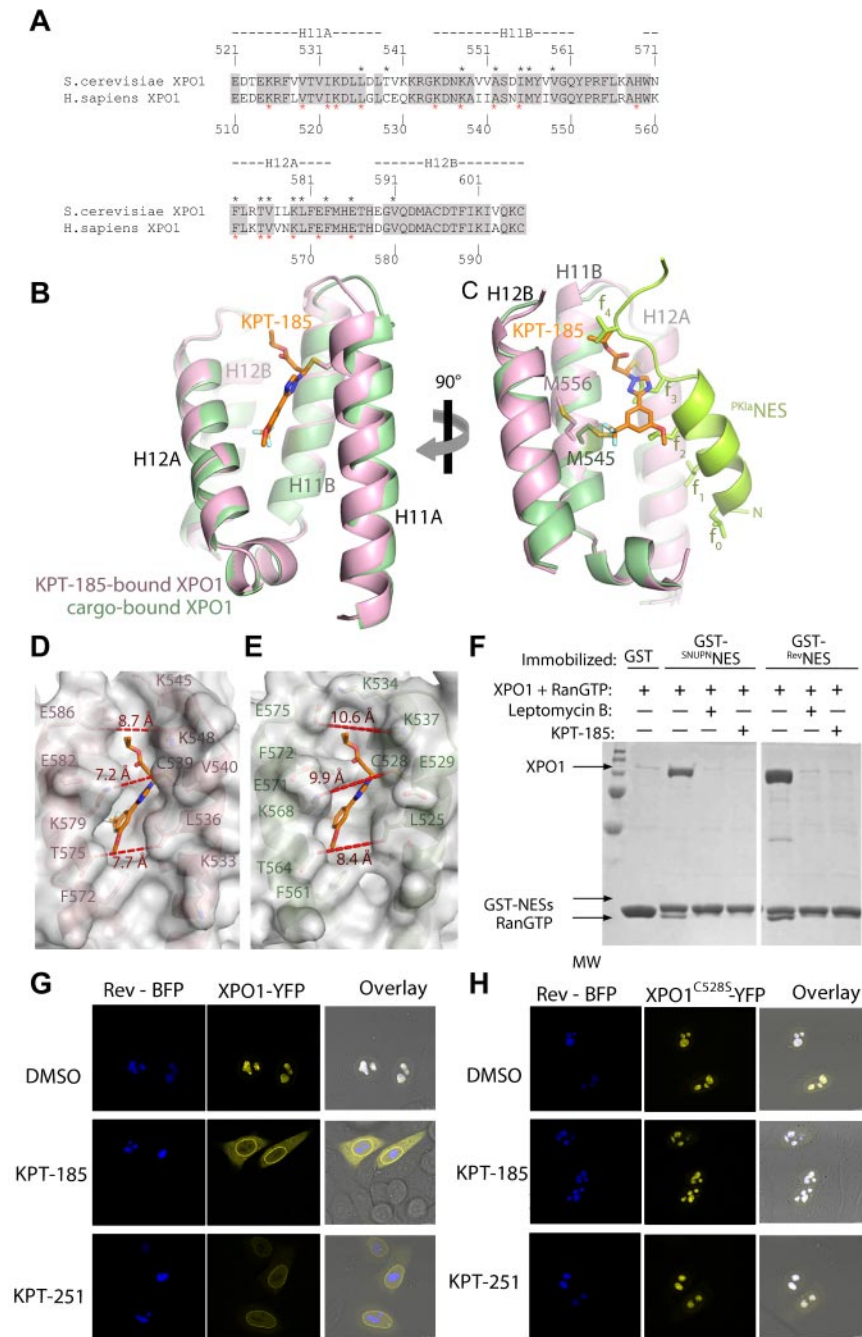 A
--------H11A--------
--------H11B--------
--
521 531 541 551 561 571
S.cerevisiae XPO1 EDTEKRFVVTVIKDLLDLTVKKRGKDNKAVVASDIMYVVGQYPRFLKAHWN
H.sapiens XPO1 EEDEKRFLVTVIKDLLGLCEQKRGKDNKAIIASNIMYIVGQYPRFLRAHWK
510 520 530 540 550 560
----H12A-----
------H12B------
581 591 601
S.cerevisiae XPO1 FLRTVILKLFEFMHETHEGVQDMACDTFIKIVQKC
H.sapiens XPO1 FLKTVVNKLFEFMHETHDGVQDMACDTFIKIAQKC
570 580 590
B
KPT-185
H12B
H12A
H11B
H11A
KPT-185-bound XPO1
cargo-bound XPO1
90°
C
H11B
H12B
H12A
KPT-185
f4
M556
f3
PKIaNES
M545
f2
f1
N
f0
D
K545
E586
8.7 Å
K548
E582
C539
7.2 Å
V540
K579
L536
T575
7.7 Å
K533
F572
E
K534
E575
10.6 Å
K537
F572
C528
E529
9.9 Å
E571
K568
L525
T564
8.4 Å
F561
F
Immobilized: GST GST-SNUPNNES GST-RevNES
XPO1 + RanGTP: + + + + + + +
Leptomycin B: — — + — — + —
KPT-185: — — — + — — +
XPO1
GST-NESs
RanGTP
MW
G
Rev - BFP XPO1-YFP Overlay
DMSO
KPT-185
KPT-251
H
Rev - BFP XPO1C528S-YFP Overlay
DMSO
KPT-185
KPT-251